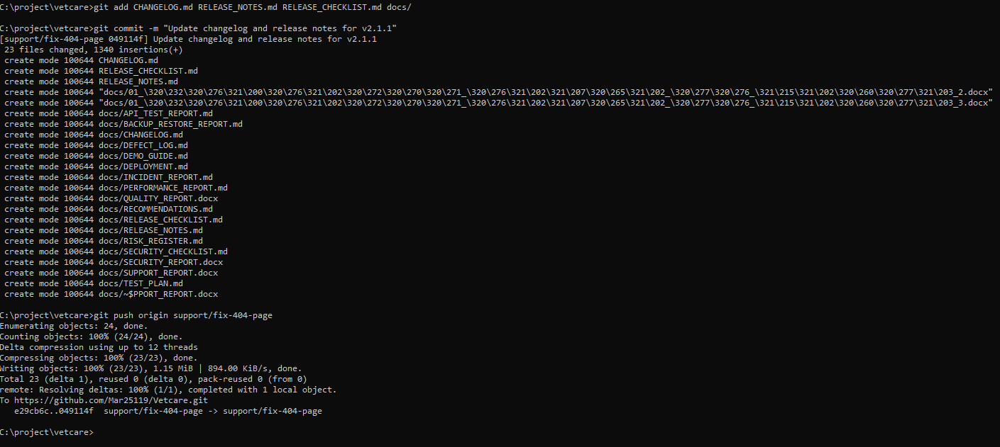 C:\project\vetcare>git add CHANGELOG.md RELEASE_NOTES.md RELEASE_CHECKLIST.md docs/
C:\project\vetcare>git commit -m "Update changelog and release notes for v2.1.1"
[support/fix-404-page 049114f] Update changelog and release notes for v2.1.1
 23 files changed, 1340 insertions(+)
 create mode 100644 CHANGELOG.md
 create mode 100644 RELEASE_CHECKLIST.md
 create mode 100644 RELEASE_NOTES.md
 create mode 100644 "docs/01_\320\232\320\276\321\200\320\276\321\202\320\272\320\270\320\271_\320\276\321\202\321\207\320\265\321\202_\320\277\320\276_\321\215\321\202\320\260\320\277\321\203_2.docx"
 create mode 100644 "docs/01_\320\232\320\276\321\200\320\276\321\202\320\272\320\270\320\271_\320\276\321\202\321\207\320\265\321\202_\320\277\320\276_\321\215\321\202\320\260\320\277\321\203_3.docx"
 create mode 100644 docs/API_TEST_REPORT.md
 create mode 100644 docs/BACKUP_RESTORE_REPORT.md
 create mode 100644 docs/CHANGELOG.md
 create mode 100644 docs/DEFECT_LOG.md
 create mode 100644 docs/DEMO_GUIDE.md
 create mode 100644 docs/DEPLOYMENT.md
 create mode 100644 docs/INCIDENT_REPORT.md
 create mode 100644 docs/PERFORMANCE_REPORT.md
 create mode 100644 docs/QUALITY_REPORT.docx
 create mode 100644 docs/RECOMMENDATIONS.md
 create mode 100644 docs/RELEASE_CHECKLIST.md
 create mode 100644 docs/RELEASE_NOTES.md
 create mode 100644 docs/RISK_REGISTER.md
 create mode 100644 docs/SECURITY_CHECKLIST.md
 create mode 100644 docs/SECURITY_REPORT.docx
 create mode 100644 docs/SUPPORT_REPORT.docx
 create mode 100644 docs/TEST_PLAN.md
 create mode 100644 docs/~$PPORT_REPORT.docx
C:\project\vetcare>git push origin support/fix-404-page
Enumerating objects: 24, done.
Counting objects: 100% (24/24), done.
Delta compression using up to 12 threads
Compressing objects: 100% (23/23), done.
Writing objects: 100% (23/23), 1.15 MiB | 894.00 KiB/s, done.
Total 23 (delta 1), reused 0 (delta 0), pack-reused 0 (from 0)
remote: Resolving deltas: 100% (1/1), completed with 1 local object.
To https://github.com/Mar25119/Vetcare.git
   e29cb6c..049114f  support/fix-404-page -> support/fix-404-page
C:\project\vetcare>